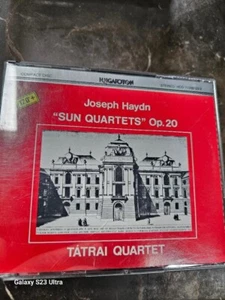 HUNGAROTON
Joseph Haydn
"SUN QUARTETS" Op.20
TÁTRAI QUARTET
Galaxy S23 Ultra